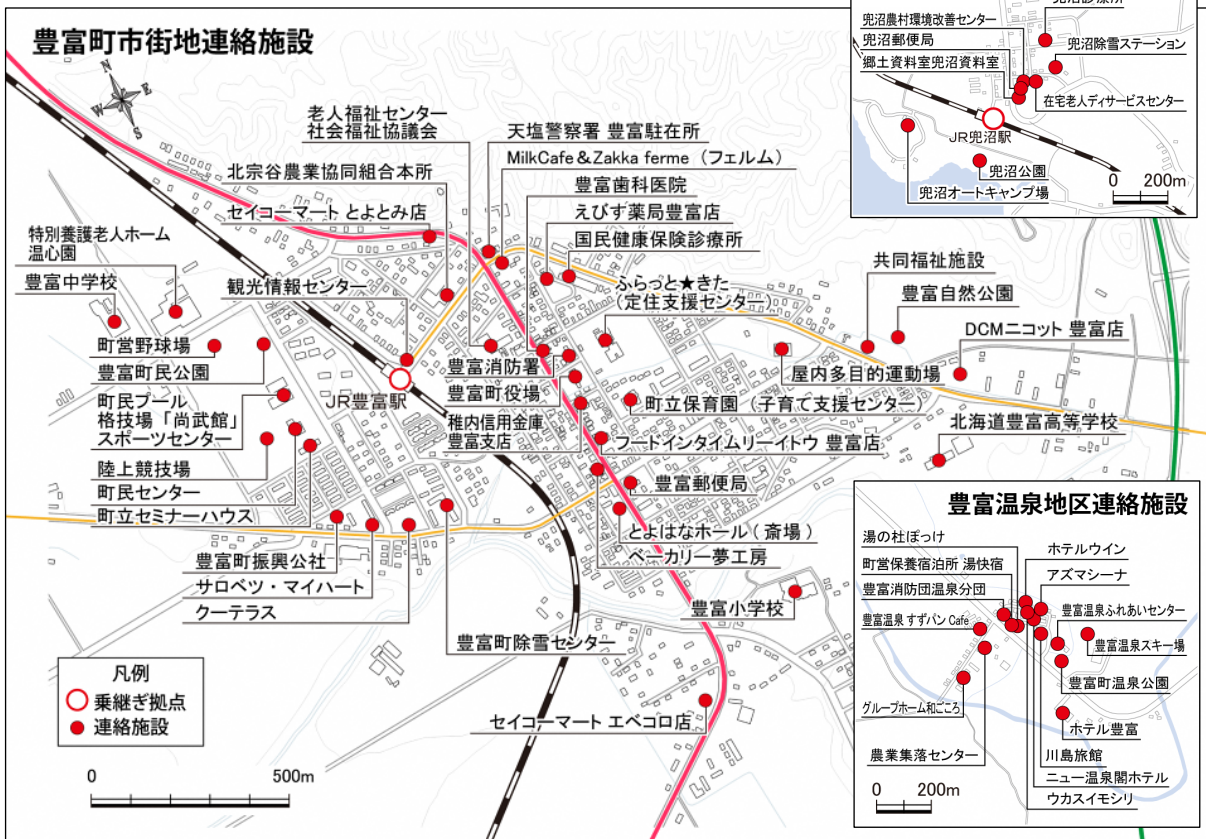 豊富町市街地連絡施設
N
W
E
S
老人福祉センター
社会福祉協議会
北宗谷農業協同組合本所
セイコーマート とよとみ店
天塩警察署 豊富駐在所
MilkCafe＆Zakka ferme（フェルム）
豊富歯科医院
えびす薬局豊富店
国民健康保険診療所
ふらっと★きた
（定住支援センター）
特別養護老人ホーム
温心園
豊富中学校
観光情報センター
共同福祉施設
豊富自然公園
DCMニコット 豊富店
町営野球場
豊富町民公園
JR豊富駅
豊富消防署
豊富町役場
屋内多目的運動場
町民プール
格技場「尚武館」
スポーツセンター
稚内信用金庫
豊富支店
町立保育園（子育て支援センター）
フードインタイムリーイトウ 豊富店
北海道豊富高等学校
陸上競技場
町民センター
町立セミナーハウス
豊富郵便局
とよはなホール（斎場）
ベーカリー夢工房
豊富町振興公社
サロベツ・マイハート
クーテラス
豊富小学校
豊富町除雪センター
セイコーマート エベコロ店
凡例
乗継ぎ拠点
連絡施設
0
500m
兜沼診療所
兜沼農村環境改善センター
兜沼郵便局
郷土資料室兜沼資料室
兜沼除雪ステーション
在宅老人ディサービスセンター
JR兜沼駅
兜沼公園
兜沼オートキャンプ場
0
200m
豊富温泉地区連絡施設
湯の杜ぽっけ
町営保養宿泊所 湯快宿
豊富消防団温泉分団
豊富温泉 すずパン Cafe
ホテルウイン
アズマシーナ
豊富温泉ふれあいセンター
豊富温泉スキー場
豊富町温泉公園
グループホーム和ごころ
ホテル豊富
農業集落センター
川島旅館
ニュー温泉閣ホテル
ウカスイモシリ
0
200m